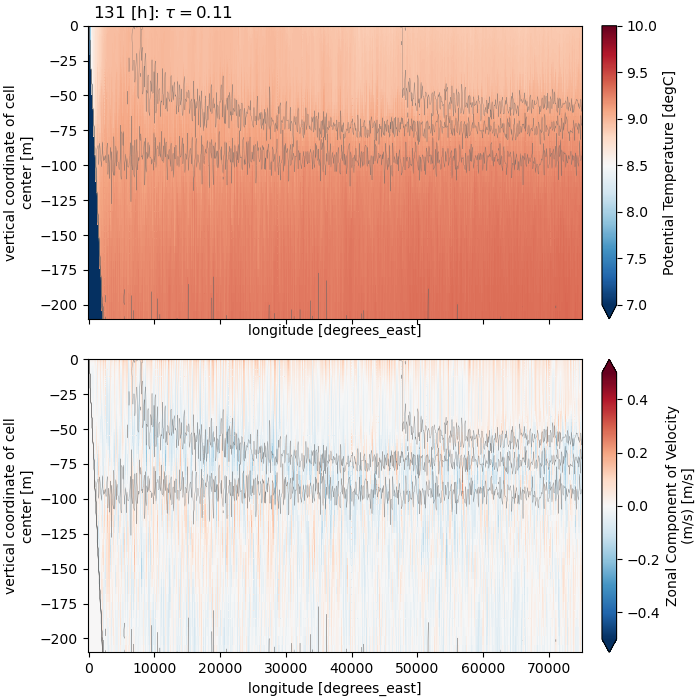 131 [h]: τ = 0.11
0
−25
−50
−75
−100
−125
−150
−175
−200
vertical coordinate of cell
center [m]
longitude [degrees_east]
10.0
9.5
9.0
8.5
8.0
7.5
7.0
Potential Temperature [degC]
0
−25
−50
−75
−100
−125
−150
−175
−200
vertical coordinate of cell
center [m]
0 10000 20000 30000 40000 50000 60000 70000
longitude [degrees_east]
0.4
0.2
0.0
−0.2
−0.4
Zonal Component of Velocity
(m/s) [m/s]